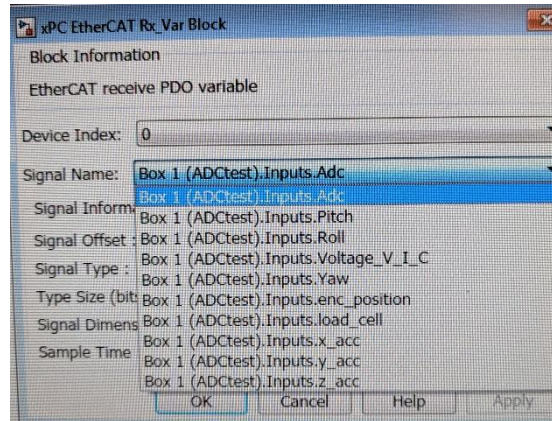 xPC EtherCAT Rx_Var Block
Block Information
EtherCAT receive PDO variable
Device Index: 0
Signal Name: Box 1 (ADCtest).Inputs.Adc
Box 1 (ADCtest).Inputs.Adc
Signal Inform
Box 1 (ADCtest).Inputs.Pitch
Box 1 (ADCtest).Inputs.Roll
Signal Offset :
Box 1 (ADCtest).Inputs.Voltage_V_I_C
Signal Type :
Box 1 (ADCtest).Inputs.Yaw
Type Size (bit
Box 1 (ADCtest).Inputs.enc_position
Signal Dimens
Box 1 (ADCtest).Inputs.load_cell
Box 1 (ADCtest).Inputs.x_acc
Sample Time
Box 1 (ADCtest).Inputs.y_acc
Box 1 (ADCtest).Inputs.z_acc
OK Cancel Help Apply